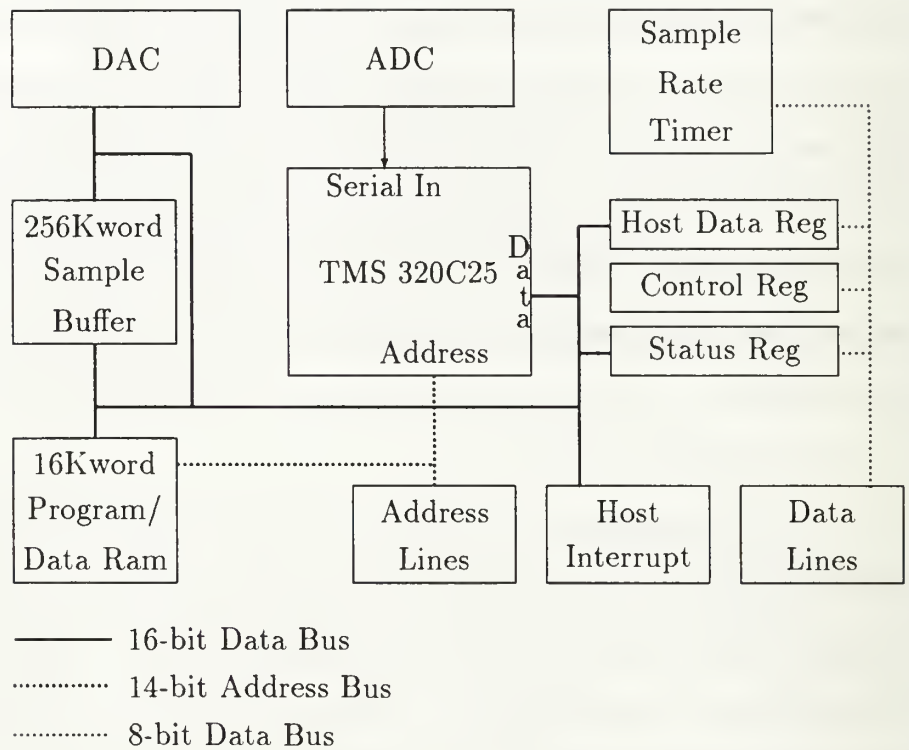 DAC
ADC
Sample
Rate
Timer
Serial In
256Kword
Sample
Buffer
TMS 320C25
Data
Address
Host Data Reg
Control Reg
Status Reg
16Kword
Program/
Data Ram
Address
Lines
Host
Interrupt
Data
Lines
16-bit Data Bus
14-bit Address Bus
8-bit Data Bus